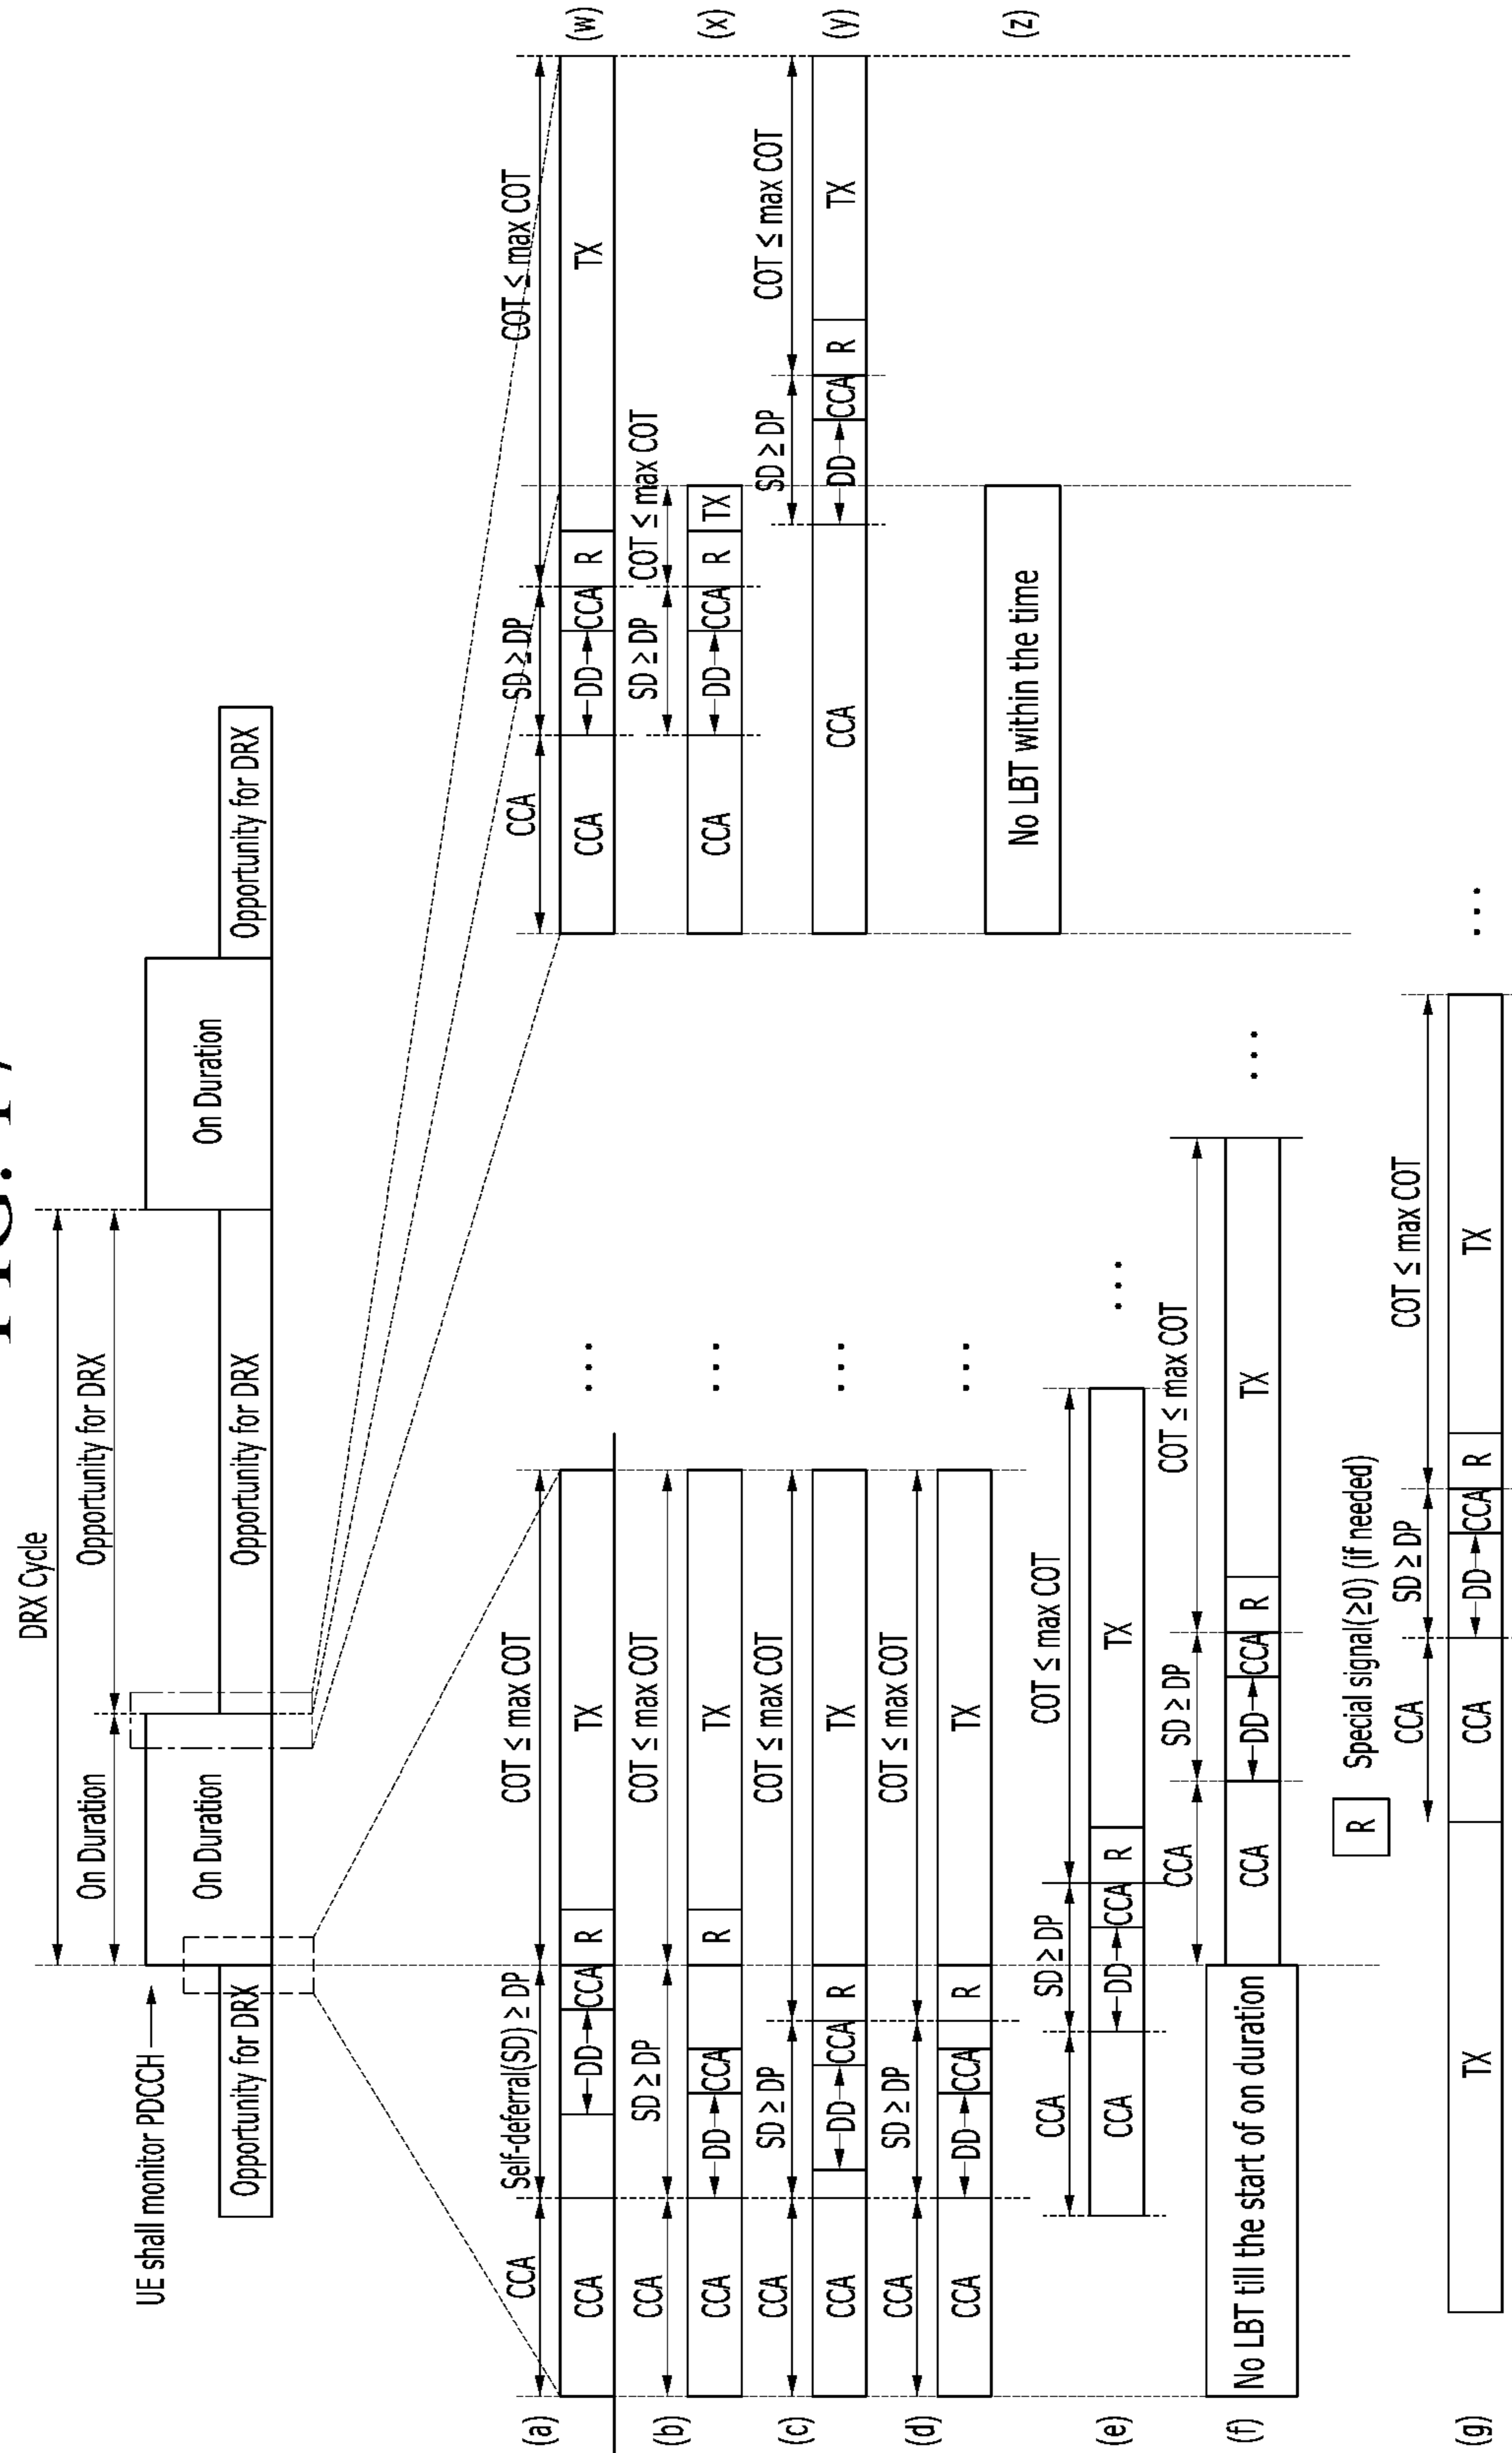 FIG. 17
DRX Cycle
On Duration Opportunity for DRX
UE shall monitor PDCCH
Opportunity for DRX On Duration Opportunity for DRX On Duration Opportunity for DRX
CCA Self-deferral(SD) ≥ DP COT ≤ max COT
(a) CCA DD CCA R TX ...
CCA SD ≥ DP COT ≤ max COT
(b) CCA DD CCA R TX ...
CCA SD ≥ DP COT ≤ max COT
(c) CCA DD CCA R TX ...
CCA SD ≥ DP COT ≤ max COT
(d) CCA DD CCA R TX ...
CCA SD ≥ DP COT ≤ max COT
(e) CCA DD CCA R TX ...
CCA SD ≥ DP COT ≤ max COT
(f) No LBT till the start of on duration CCA DD CCA R TX ...
R Special signal(≥0) (if needed)
CCA SD ≥ DP COT ≤ max COT
(g) TX CCA DD CCA R TX ...
CCA SD ≥ DP COT ≤ max COT
CCA DD CCA R TX (w)
SD ≥ DP COT ≤ max COT
CCA DD CCA R TX (x)
SD ≥ DP COT ≤ max COT
CCA DD CCA R TX (y)
No LBT within the time (z)